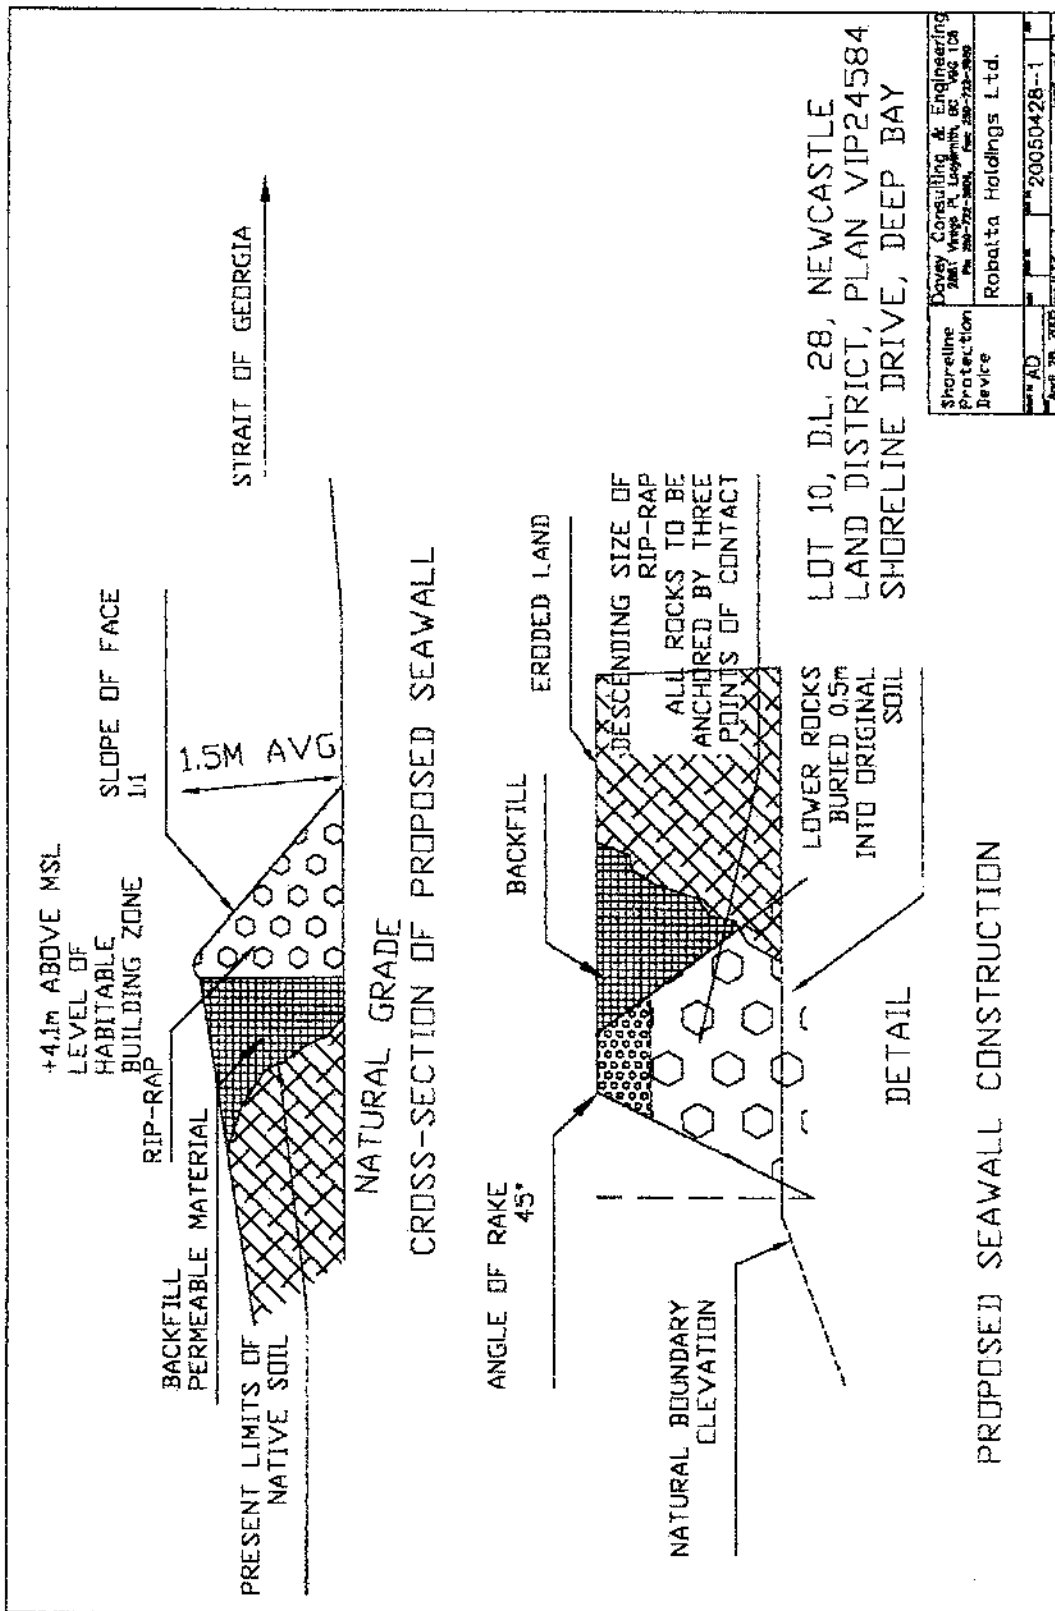 +4.1m ABOVE MSL
LEVEL OF
HABITABLE
BUILDING ZONE
RIP-RAP
BACKFILL
PERMEABLE MATERIAL
PRESENT LIMITS OF
NATIVE SOIL
SLOPE OF FACE
1:1
1.5M AVG
STRAIT OF GEORGIA
NATURAL GRADE
CROSS-SECTION OF PROPOSED SEAWALL
ANGLE OF RAKE
45°
BACKFILL
ERODED LAND
DESCENDING SIZE OF
RIP-RAP
ALL ROCKS TO BE
ANCHORED BY THREE
POINTS OF CONTACT
NATURAL BOUNDARY
ELEVATION
LOWER ROCKS
BURIED 0.5m
INTO ORIGINAL
SOIL
DETAIL
PROPOSED SEAWALL CONSTRUCTION
LOT 10, D.L. 28, NEWCASTLE
LAND DISTRICT, PLAN VIP24584
SHORELINE DRIVE, DEEP BAY
Shoreline
Protection
Device
Davey Consulting & Engineering
Robalta Holdings Ltd.
AD
20050428-1